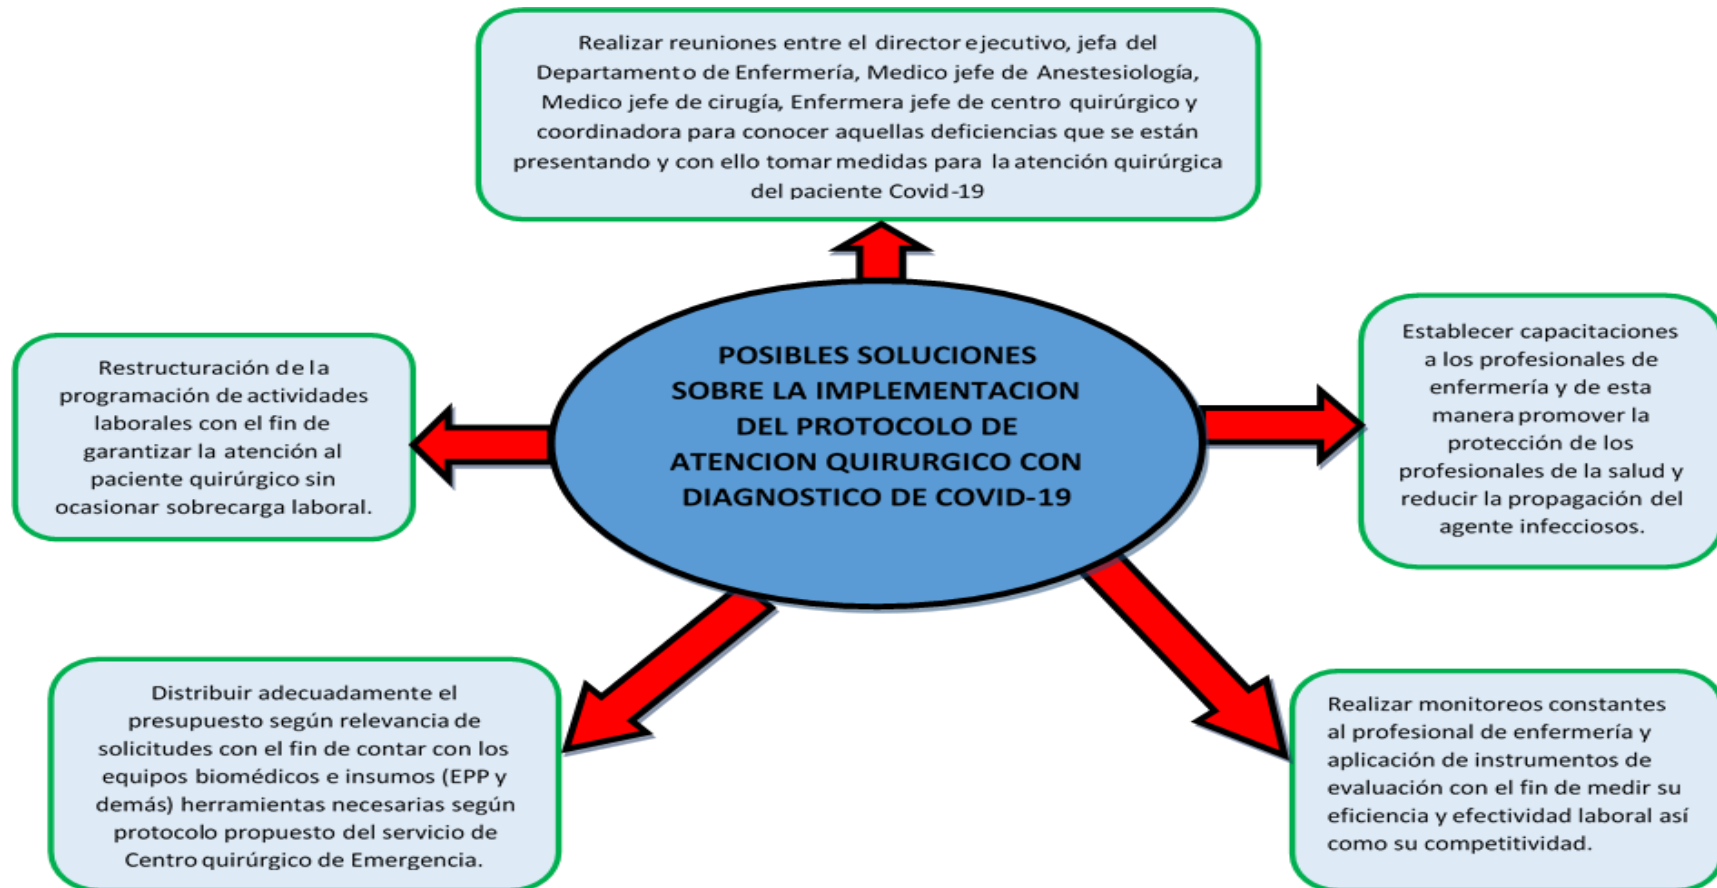 Realizar reuniones entre el director ejecutivo, jefa del
Departamento de Enfermería, Medico jefe de Anestesiología,
Medico jefe de cirugía, Enfermera jefe de centro quirúrgico y
coordinadora para conocer aquellas deficiencias que se están
presentando y con ello tomar medidas para la atención quirúrgica
del paciente Covid-19
POSIBLES SOLUCIONES
SOBRE LA IMPLEMENTACION
DEL PROTOCOLO DE
ATENCION QUIRURGICO CON
DIAGNOSTICO DE COVID-19
Restructuración de la
programación de actividades
laborales con el fin de
garantizar la atención al
paciente quirúrgico sin
ocasionar sobrecarga laboral.
Establecer capacitaciones
a los profesionales de
enfermería y de esta
manera promover la
protección de los
profesionales de la salud y
reducir la propagación del
agente infecciosos.
Distribuir adecuadamente el
presupuesto según relevancia de
solicitudes con el fin de contar con los
equipos biomédicos e insumos (EPP y
demás) herramientas necesarias según
protocolo propuesto del servicio de
Centro quirúrgico de Emergencia.
Realizar monitoreos constantes
al profesional de enfermería y
aplicación de instrumentos de
evaluación con el fin de medir su
eficiencia y efectividad laboral así
como su competitividad.